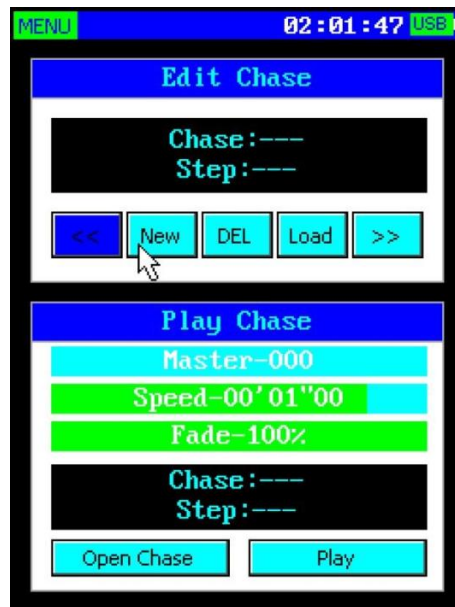 MENU 02:01:47 USB
Edit Chase
Chase:---
Step:---
<< New DEL Load >>
Play Chase
Master-000
Speed-00'01"00
Fade-100%
Chase:---
Step:---
Open Chase Play